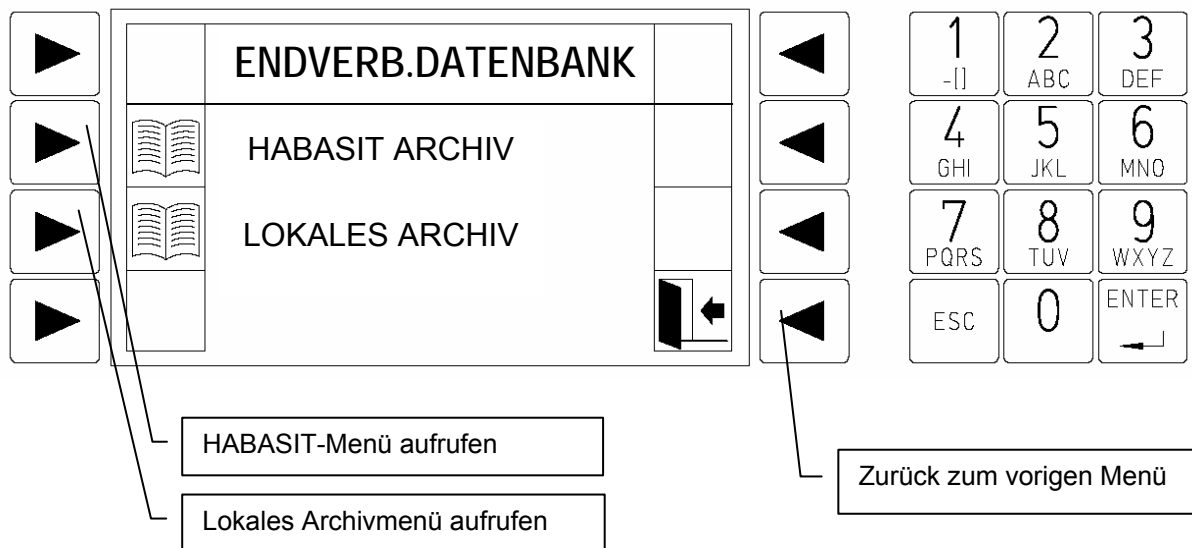 ENDVERB.DATENBANK
HABASIT ARCHIV
LOKALES ARCHIV
1 2 3
-[] ABC DEF
4 5 6
GHI JKL MNO
7 8 9
PQRS TUV WXYZ
ESC 0 ENTER
HABASIT-Menü aufrufen
Zurück zum vorigen Menü
Lokales Archivmenü aufrufen